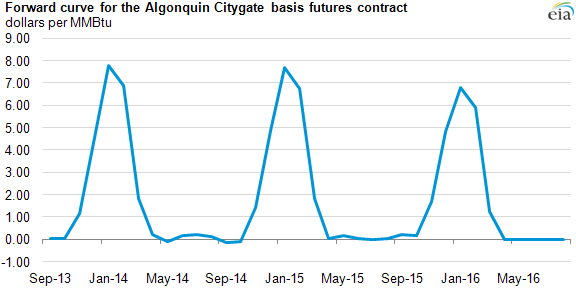 Forward curve for the Algonquin Citygate basis futures contract
dollars per MMBtu
eia
9.00
8.00
7.00
6.00
5.00
4.00
3.00
2.00
1.00
0.00
-1.00
Sep-13 Jan-14 May-14 Sep-14 Jan-15 May-15 Sep-15 Jan-16 May-16